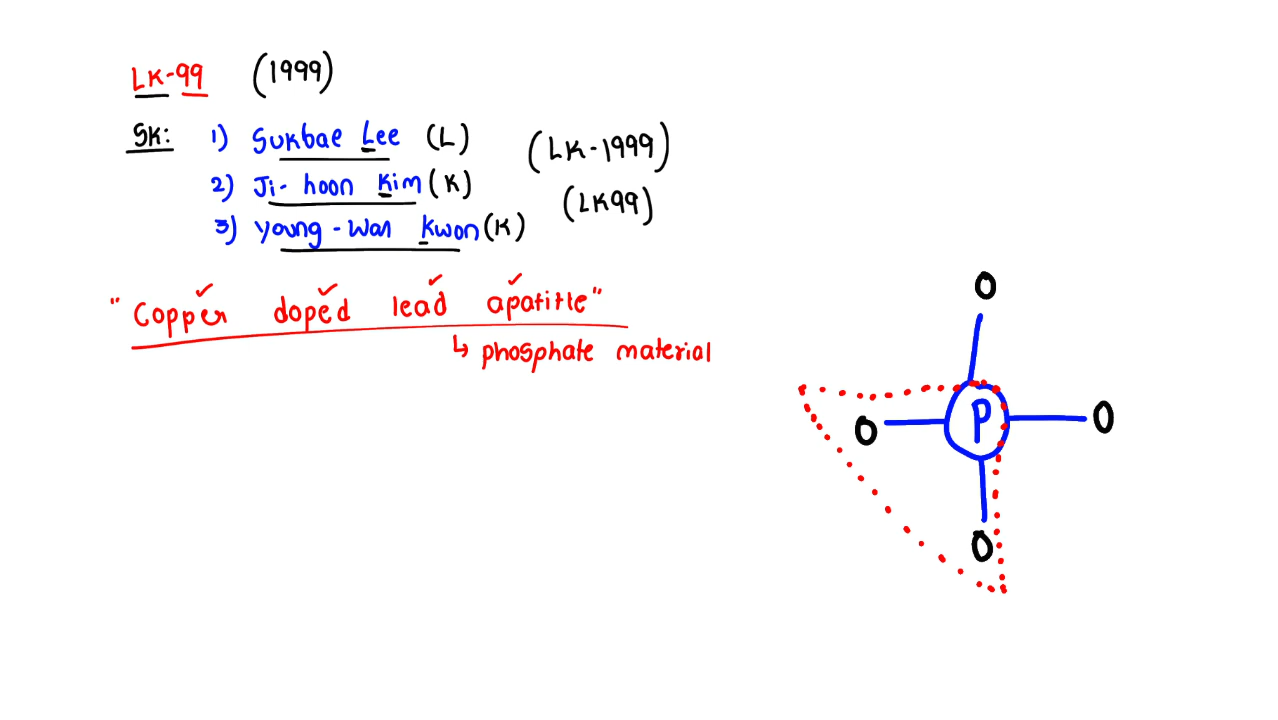 LK-99 (1999)
SK: 1) Sukbae Lee (L)
2) Ji-hoon Kim (K)
3) Young-Wan Kwon (K)
(LK-1999)
(LK99)
"Copper doped lead apatitle"
↳ phosphate material
O
O P O
O